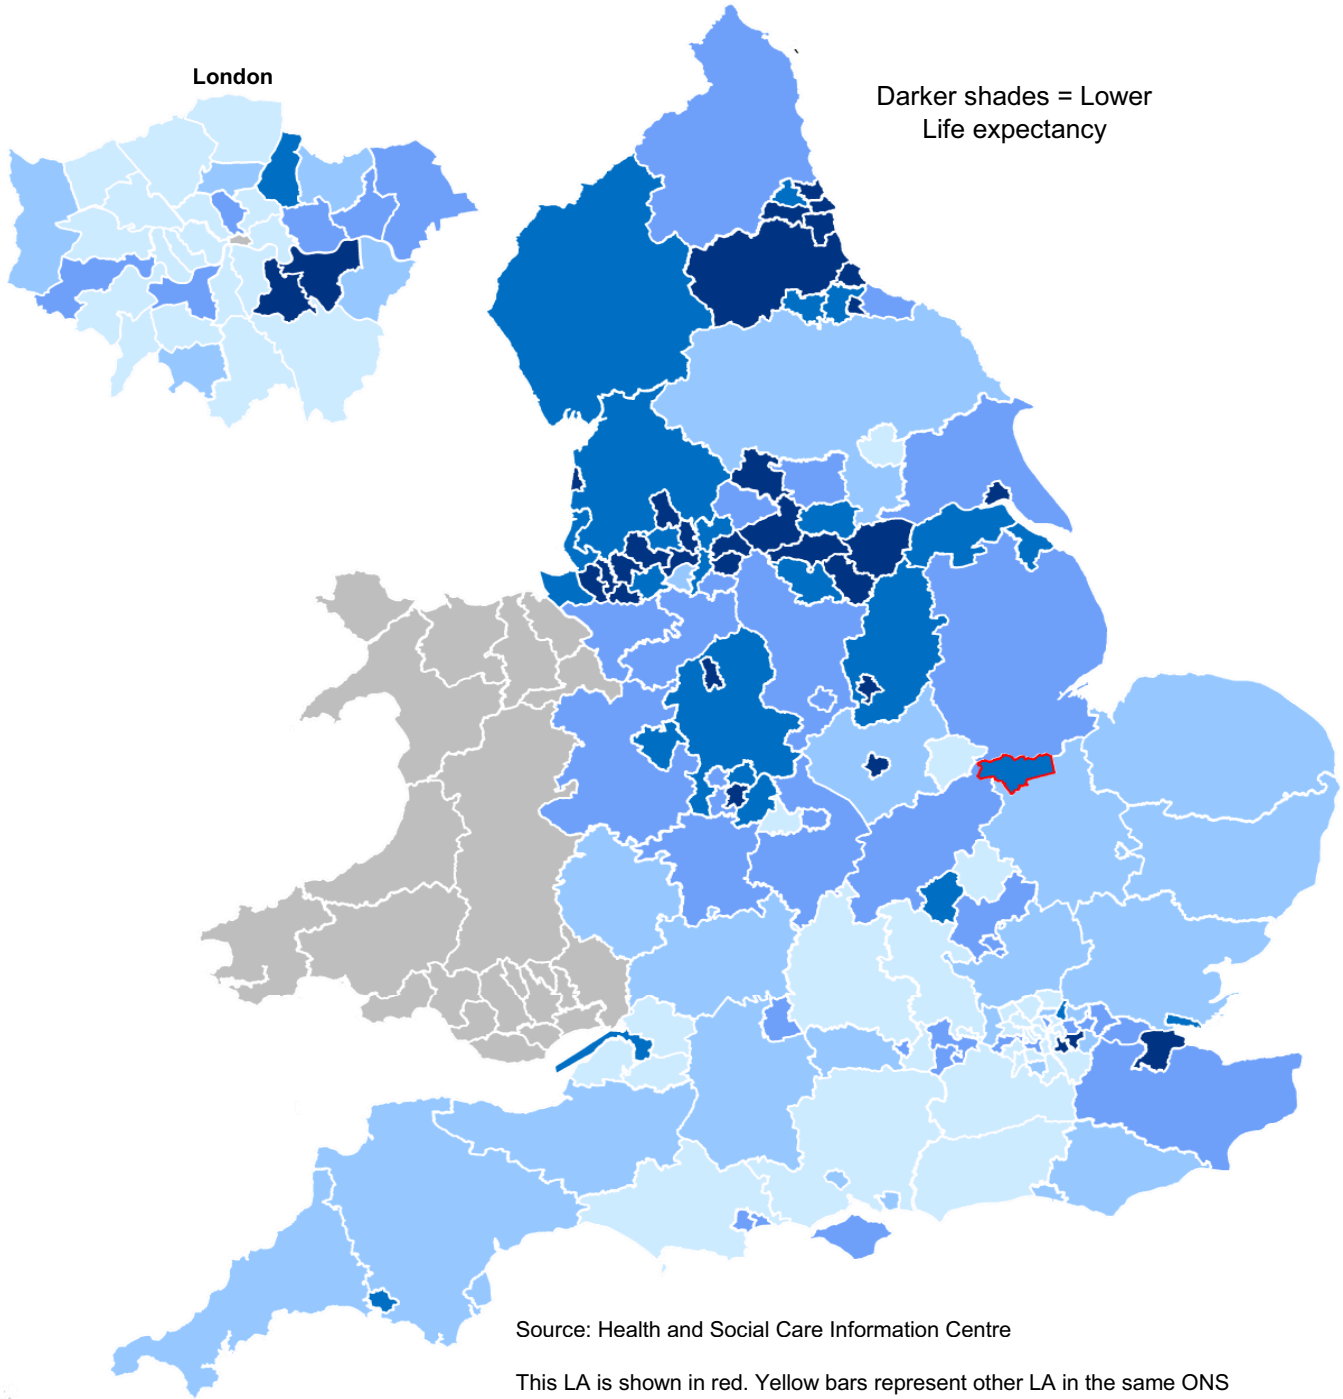 London
Darker shades = Lower
Life expectancy
Source: Health and Social Care Information Centre
This LA is shown in red. Yellow bars represent other LA in the same ONS